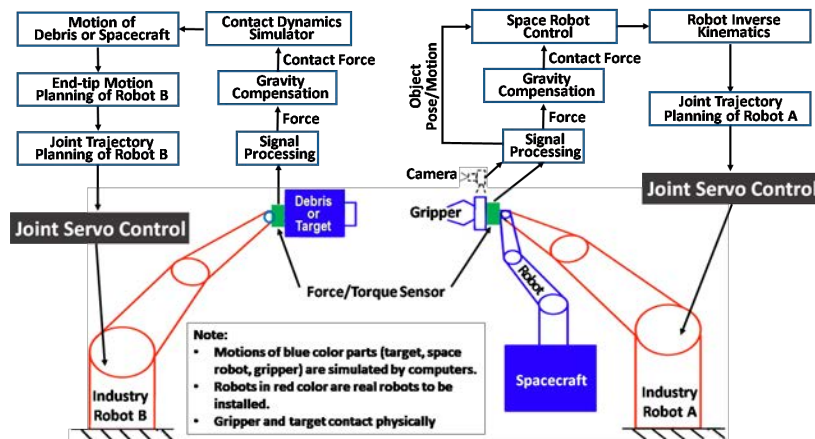 Motion of
Debris or Spacecraft
Contact Dynamics
Simulator
Contact Force
End-tip Motion
Planning of Robot B
Gravity
Compensation
Force
Joint Trajectory
Planning of Robot B
Signal
Processing
Joint Servo Control
Debris
or
Target
Industry
Robot B
Space Robot
Control
Robot Inverse
Kinematics
Contact Force
Object
Pose/Motion
Gravity
Compensation
Force
Joint Trajectory
Planning of Robot A
Signal
Processing
Camera
Joint Servo Control
Gripper
Force/Torque Sensor
Robot
Spacecraft
Industry
Robot A
Note:
• Motions of blue color parts (target, space
robot, gripper) are simulated by computers.
• Robots in red color are real robots to be
installed.
• Gripper and target contact physically